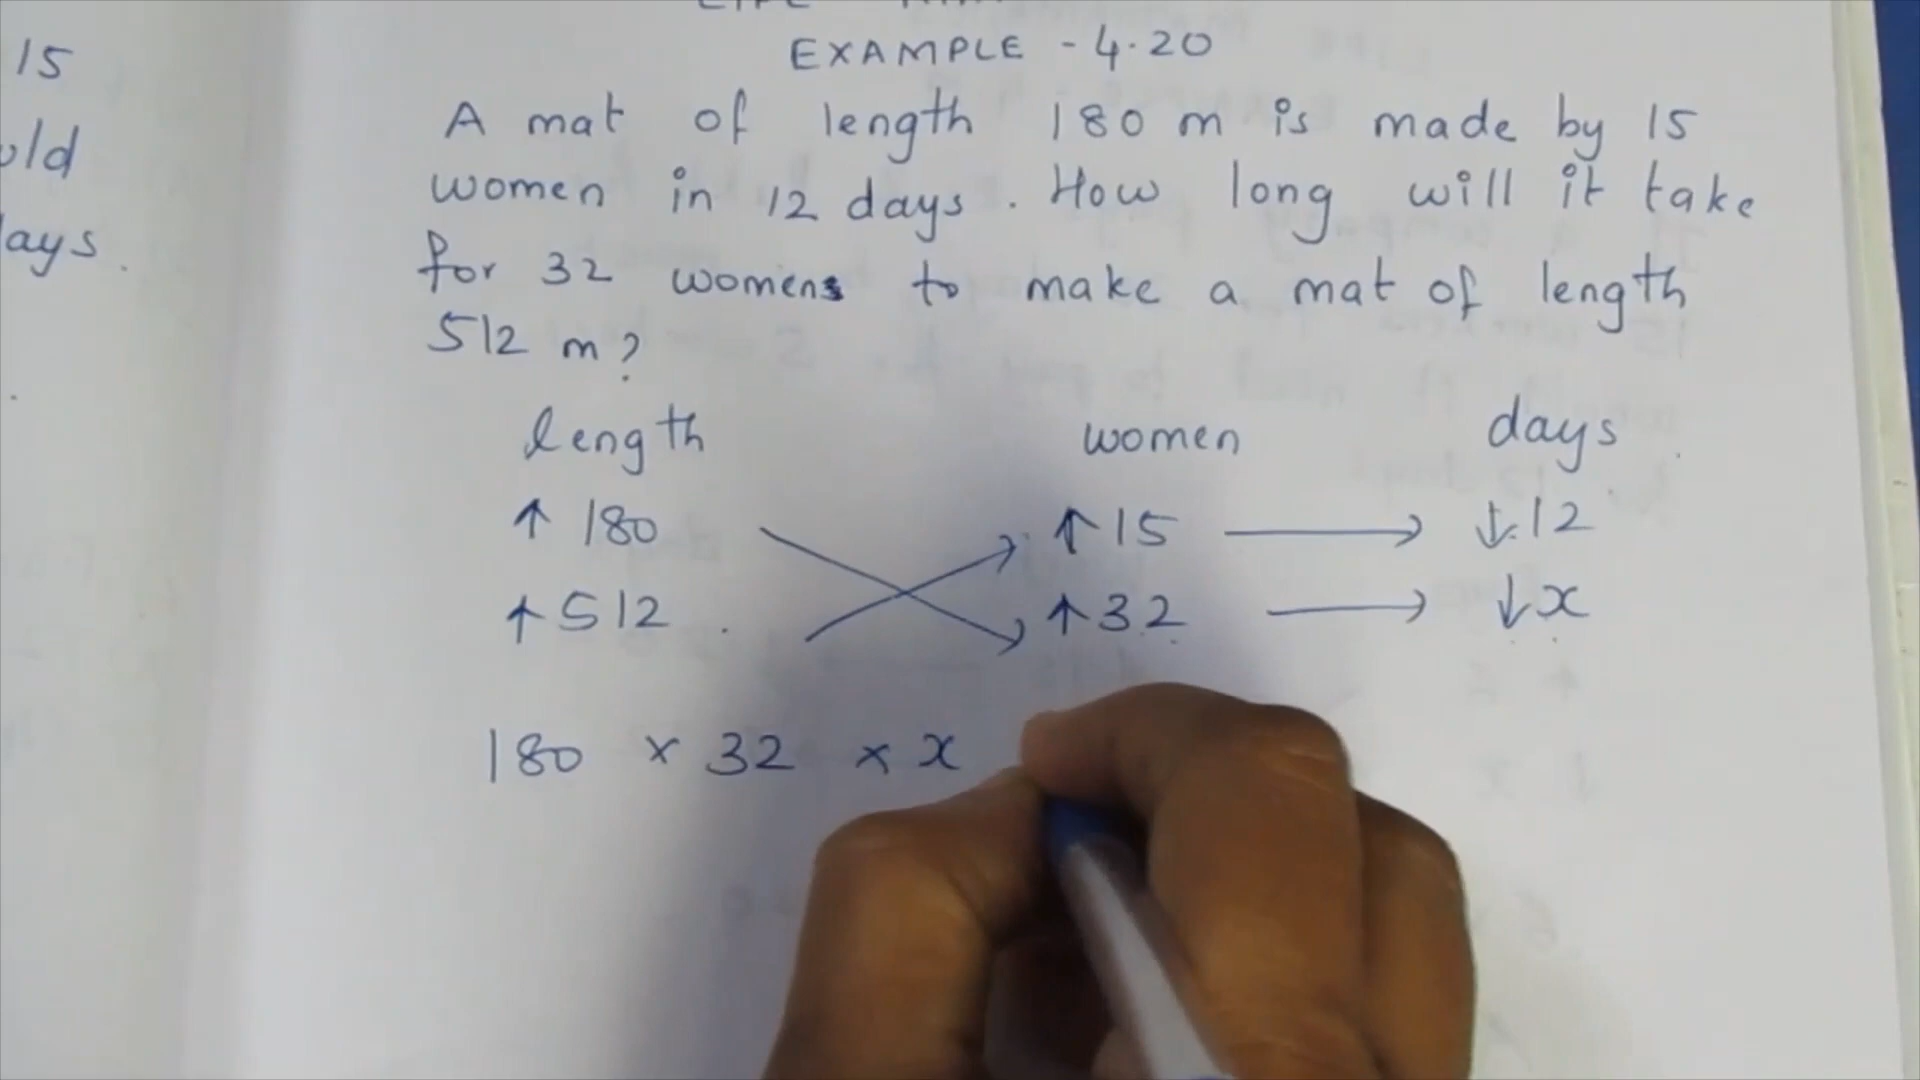 15
old
days.
EXAMPLE - 4.20
A mat of length 180 m is made by 15
women in 12 days. How long will it take
for 32 womens to make a mat of length
512 m?
length women days
↑ 180 ↑ 15 → ↓ 12
↑ 512 ↑ 32 → ↓ x
180 × 32 × x